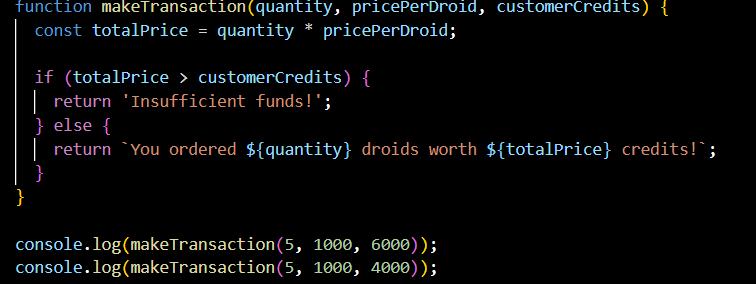 function makeTransaction(quantity, pricePerDroid, customerCredits) {
  const totalPrice = quantity * pricePerDroid;

  if (totalPrice > customerCredits) {
    return 'Insufficient funds!';
  } else {
    return `You ordered ${quantity} droids worth ${totalPrice} credits!`;
  }
}

console.log(makeTransaction(5, 1000, 6000));
console.log(makeTransaction(5, 1000, 4000));